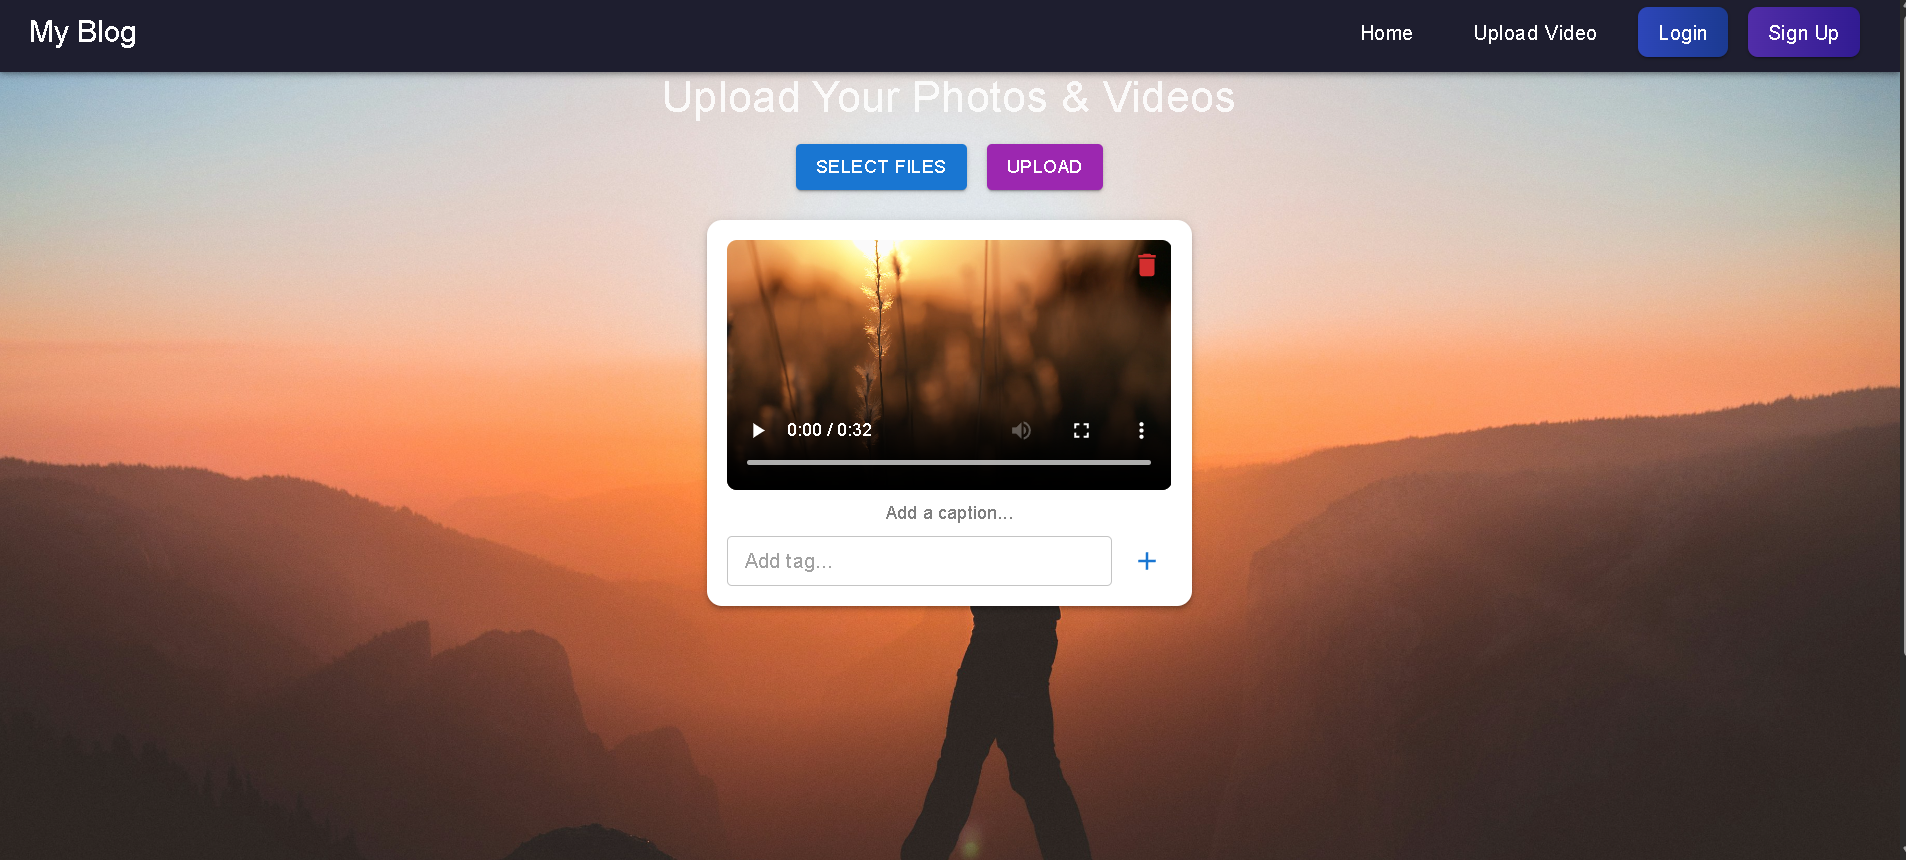 My Blog
Home
Upload Video
Login
Sign Up
Upload Your Photos & Videos
SELECT FILES
UPLOAD
0:00 / 0:32
Add a caption...
Add tag...